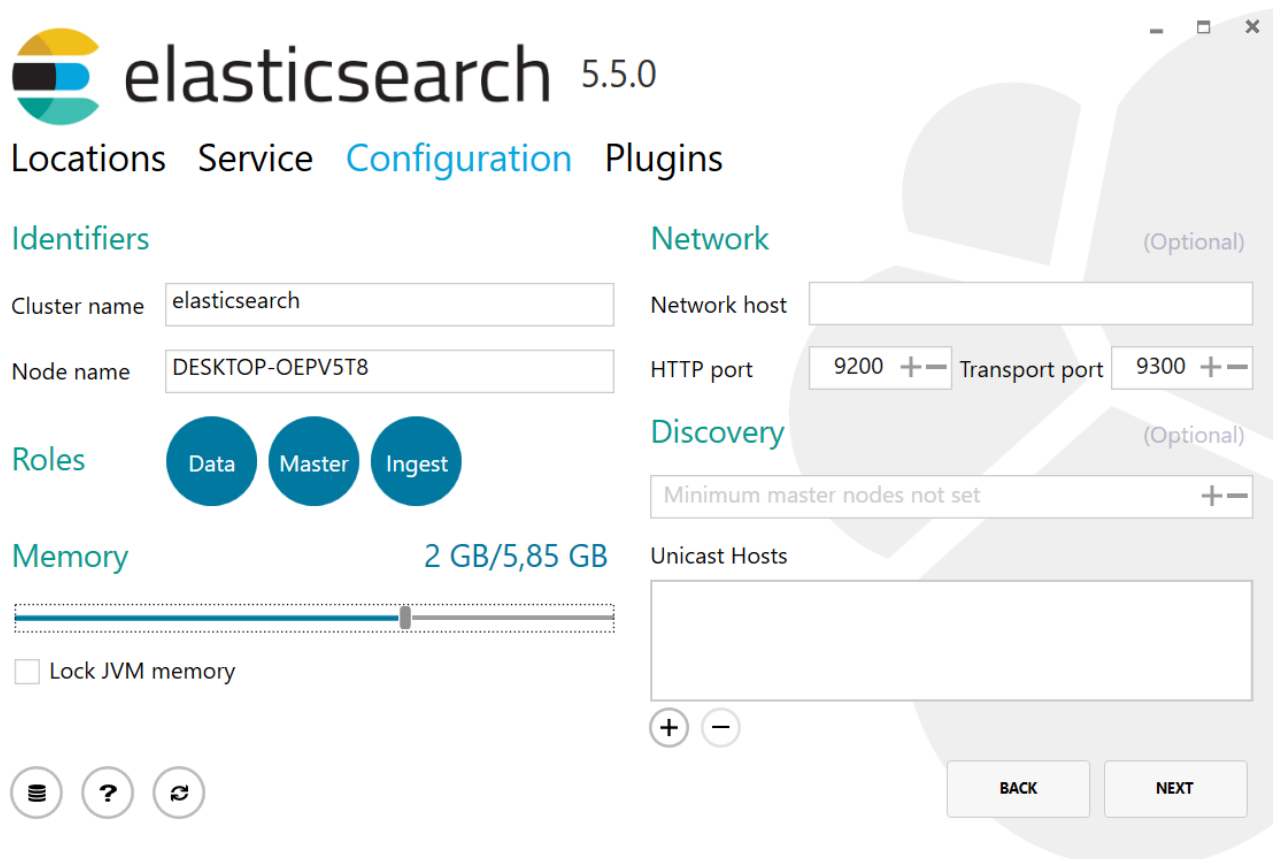 elasticsearch 5.5.0
Locations Service Configuration Plugins
Identifiers
Cluster name elasticsearch
Node name DESKTOP-OEPV5T8
Roles Data Master Ingest
Memory 2 GB/5,85 GB
Lock JVM memory
Network (Optional)
Network host
HTTP port 9200 Transport port 9300
Discovery (Optional)
Minimum master nodes not set
Unicast Hosts
?
BACK NEXT